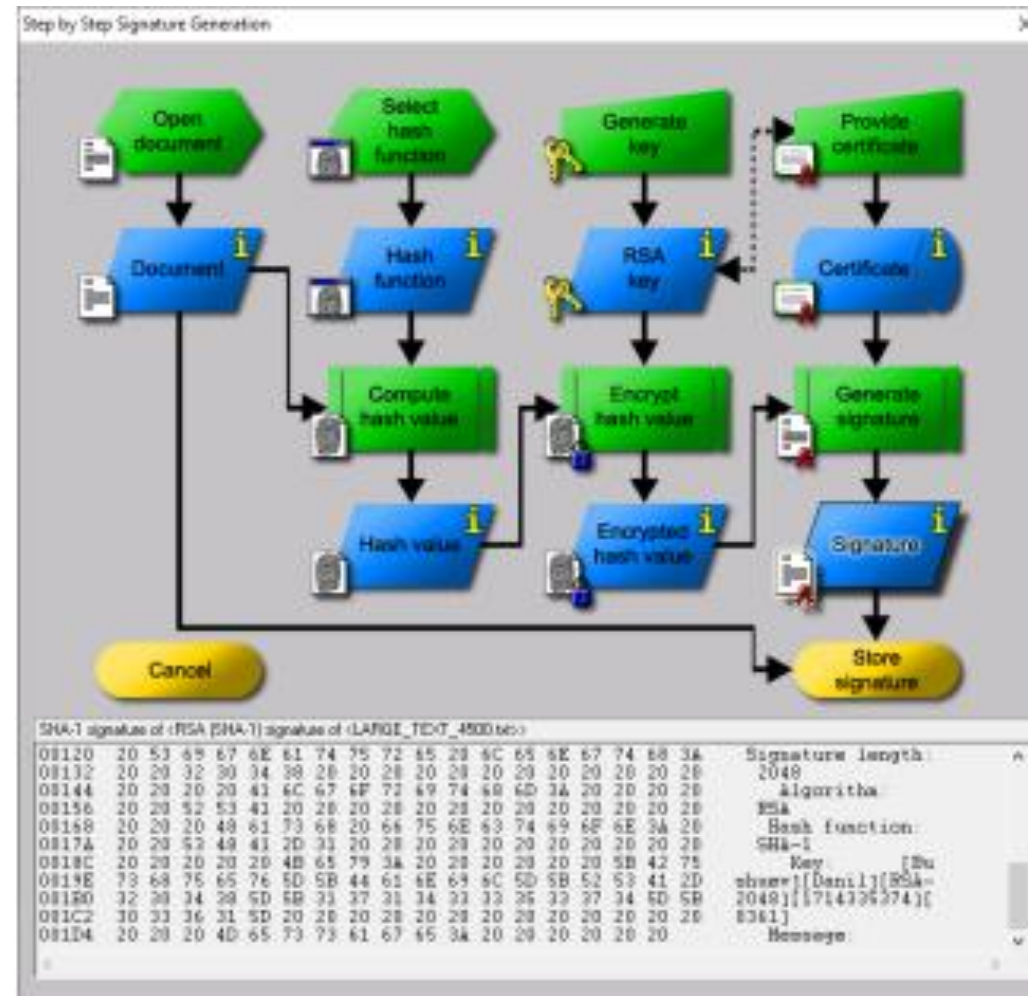 Step by Step Signature Generation
Open
document
Select
hash
function
Generate
key
Provide
certificate
Document
Hash
function
RSA
key
Certificate
Compute
hash value
Encrypt
hash value
Generate
signature
Hash value
Encrypted
hash value
Signature
Cancel
Store
signature
SHA-1 signature of <RSA (SHA-1) signature of <LARGE_TEXT_4500.txt>>
00120 20 53 69 67 6E 61 74 75 72 65 20 6C 65 6E 67 74 68 3A Signature length:
00132 20 20 32 30 34 38 20 20 20 20 20 20 20 20 20 20 20 20 2048
00144 20 20 20 20 41 6C 67 6F 72 69 74 68 6D 3A 20 20 20 20 Algorithm:
00156 20 20 52 53 41 20 20 20 20 20 20 20 20 20 20 20 20 20 RSA
00168 20 20 20 48 61 73 68 20 66 75 6E 63 74 69 6F 6E 3A 20 Hash function:
0017A 20 20 53 48 41 2D 31 20 20 20 20 20 20 20 20 20 20 20 SHA-1
0018C 20 20 20 20 20 4B 65 79 3A 20 20 20 20 20 20 5B 42 75 Key: [Bu
0019E 73 68 75 65 76 5D 5B 44 61 6E 69 6C 5D 5B 52 53 41 2D shuev][Danil][RSA-
001B0 32 30 34 38 5D 5B 31 37 31 34 33 33 35 33 37 34 5D 5B 2048][1714335374][
001C2 30 33 36 31 5D 20 20 20 20 20 20 20 20 20 20 20 20 20 0361]
001D4 20 20 20 4D 65 73 73 61 67 65 3A 20 20 20 20 20 Message: